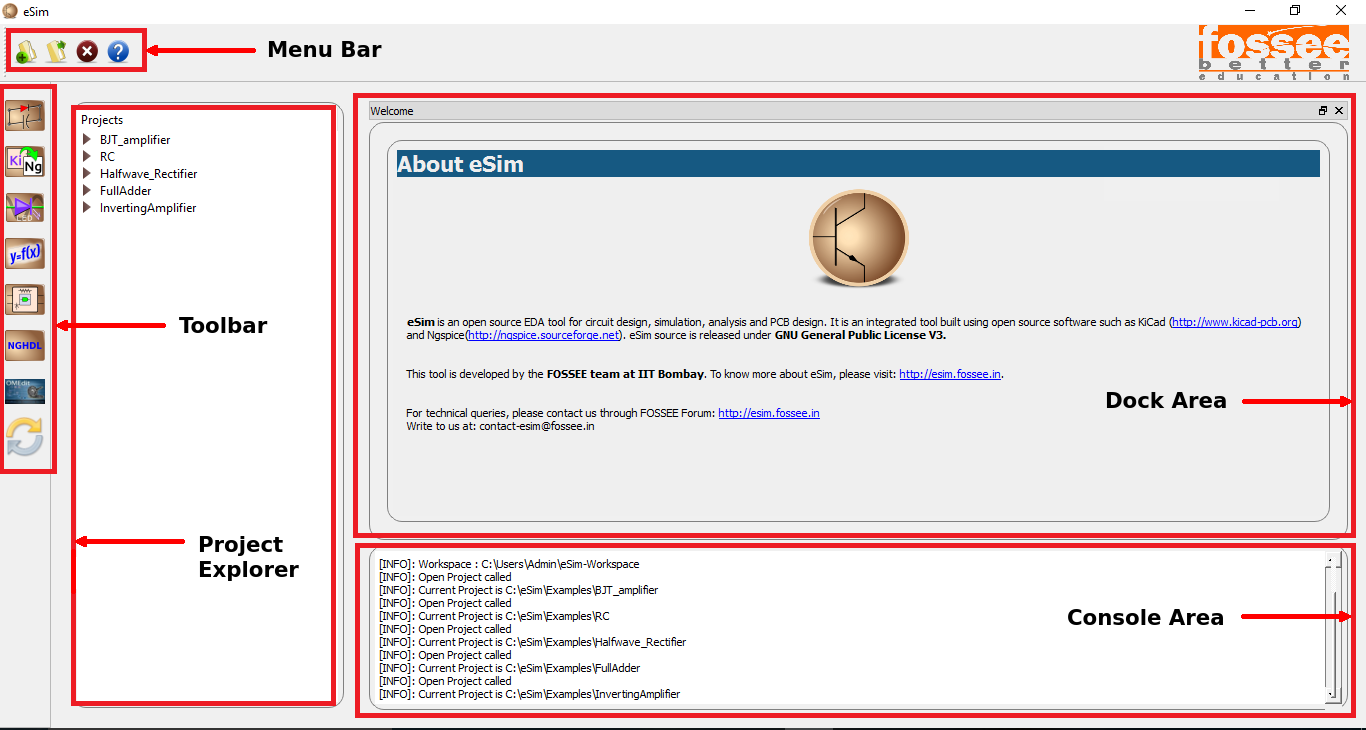 eSim
Menu Bar
fossee
better
education
Projects
BJT_amplifier
RC
Halfwave_Rectifier
FullAdder
InvertingAmplifier
Ki Ng
LED
y=f(x)
NGHDL
OMEdit
Toolbar
Project
Explorer
Welcome
About eSim
eSim is an open source EDA tool for circuit design, simulation, analysis and PCB design. It is an integrated tool built using open source software such as KiCad (http://www.kicad-pcb.org)
and Ngspice(http://ngspice.sourceforge.net). eSim source is released under GNU General Public License V3.
This tool is developed by the FOSSEE team at IIT Bombay. To know more about eSim, please visit: http://esim.fossee.in.
For technical queries, please contact us through FOSSEE Forum: http://esim.fossee.in
Write to us at: contact-esim@fossee.in
Dock Area
[INFO]: Workspace : C:\Users\Admin\eSim-Workspace
[INFO]: Open Project called
[INFO]: Current Project is C:\eSim\Examples\BJT_amplifier
[INFO]: Open Project called
[INFO]: Current Project is C:\eSim\Examples\RC
[INFO]: Open Project called
[INFO]: Current Project is C:\eSim\Examples\Halfwave_Rectifier
[INFO]: Open Project called
[INFO]: Current Project is C:\eSim\Examples\FullAdder
[INFO]: Open Project called
[INFO]: Current Project is C:\eSim\Examples\InvertingAmplifier
Console Area